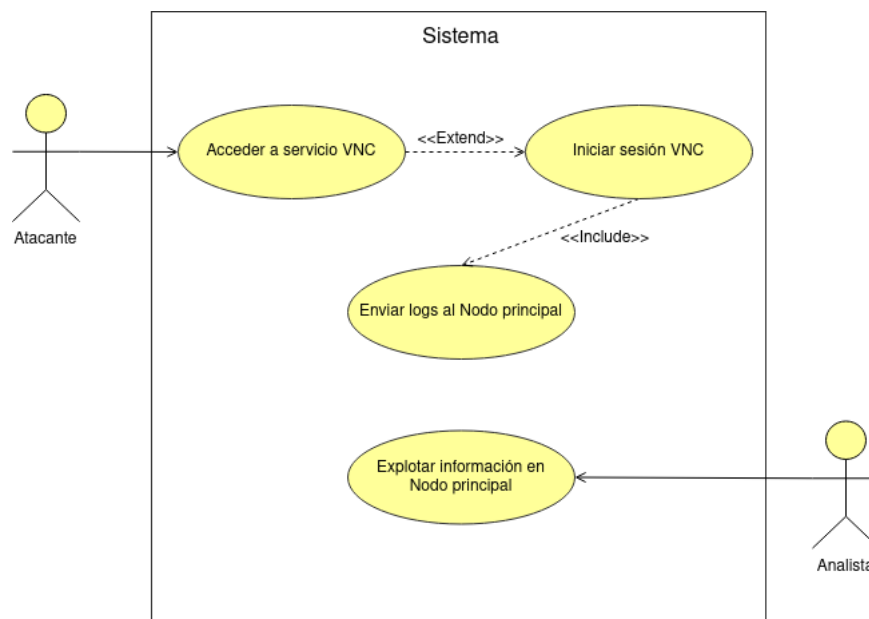 Sistema
Acceder a servicio VNC
<<Extend>>
Iniciar sesión VNC
Atacante
<<Include>>
Enviar logs al Nodo principal
Explotar información en
Nodo principal
Analista